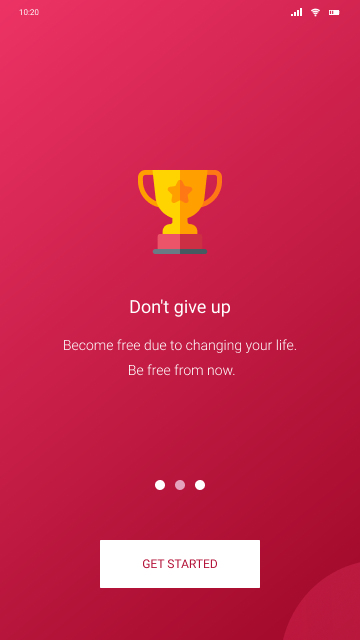 10:20
Don't give up
Become free due to changing your life.
Be free from now.
GET STARTED